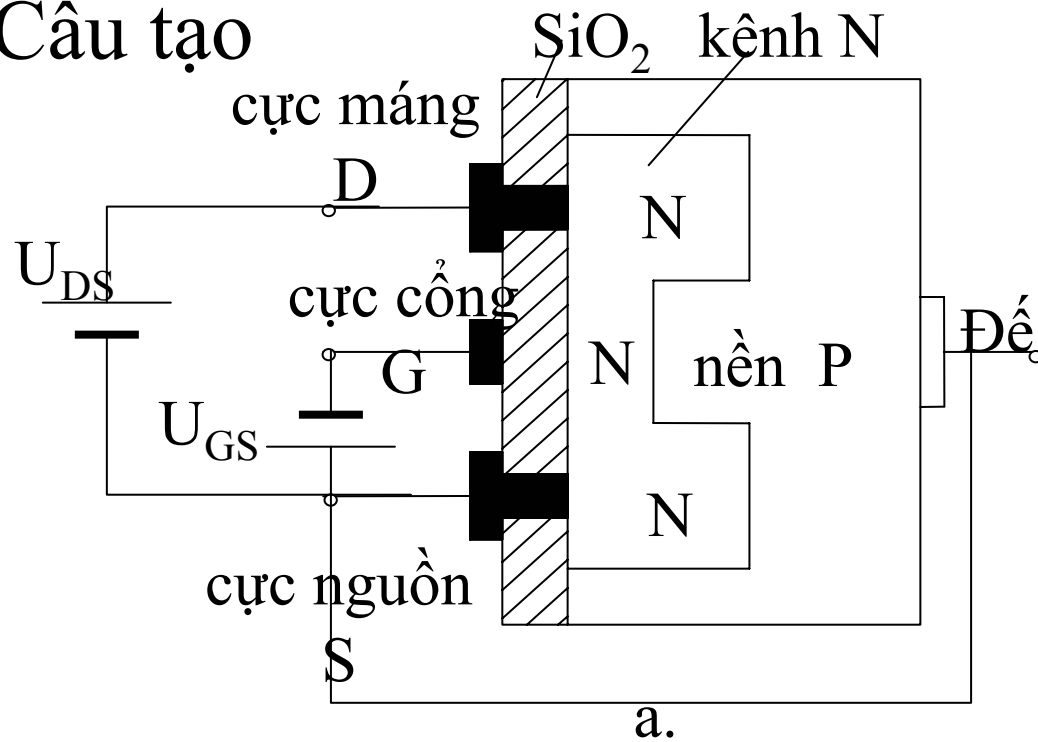 Câu tạo
SiO2 kênh N
cực máng
D
N
UDS
cực cổng
Đế
G
N
nền P
UGS
N
cực nguồn
S
a.